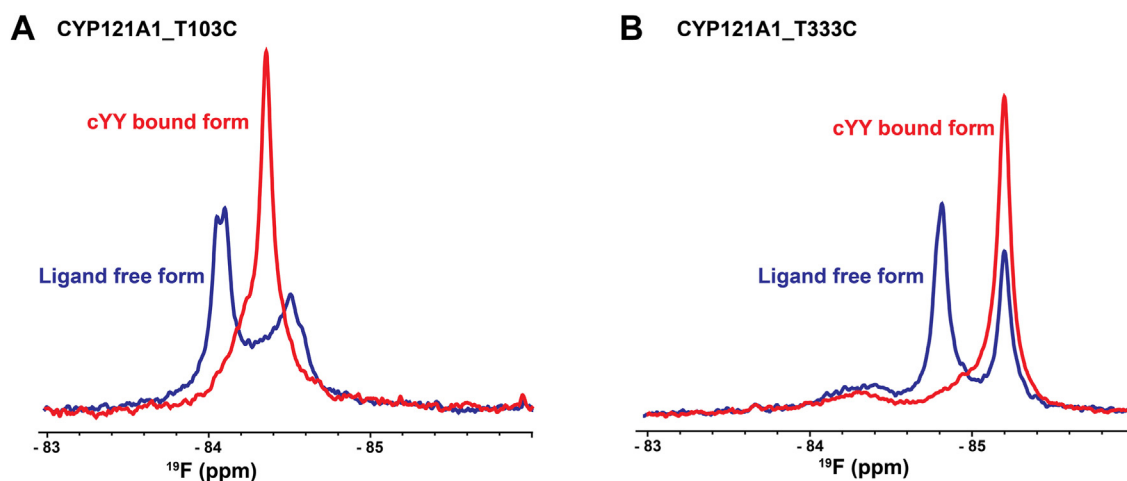 A CYP121A1_T103C
cYY bound form
Ligand free form
- 83 - 84 - 85
¹⁹F (ppm)
B CYP121A1_T333C
cYY bound form
Ligand free form
- 83 - 84 - 85
¹⁹F (ppm)